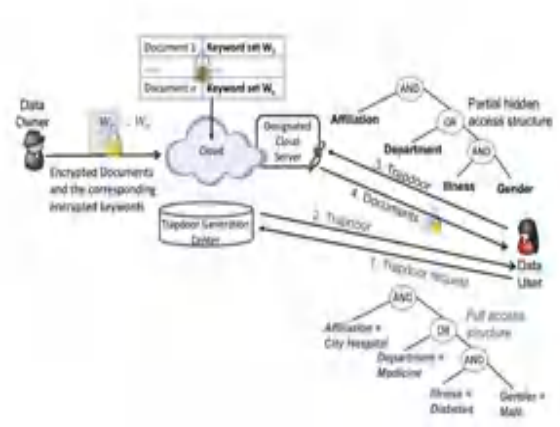 Document 1 Keyword set W₁
.....
Document n Keyword set Wₙ
Data
Owner
W₁ .. Wₙ
Encrypted Documents
and the corresponding
encrypted keywords
Cloud
Designated
Cloud
Server
AND
Affiliation
OR
Partial hidden
access structure
Department
AND
Illness
Gender
3. Trapdoor
4. Documents
2. Trapdoor
1. Trapdoor request
Trapdoor Generation
Center
Data
User
AND
Full access
structure
Affiliation =
City Hospital
OR
Department =
Medicine
AND
Illness =
Diabetes
Gender =
Male